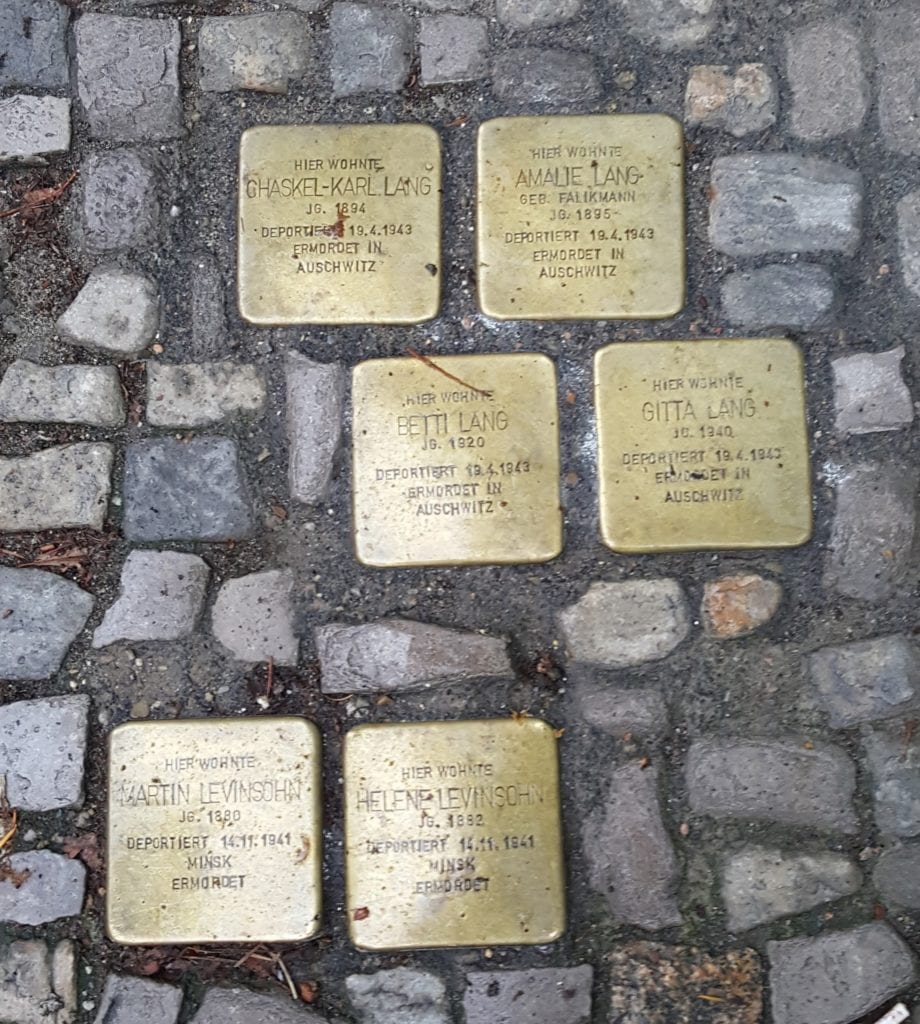 HIER WOHNTE
CHASKEL-KARL LANG
JG. 1894
DEPORTIERT 19.4.1943
ERMORDET IN
AUSCHWITZ
HIER WOHNTE
AMALIE LANG
GEB. FALIKMANN
JG. 1895
DEPORTIERT 19.4.1943
ERMORDET IN
AUSCHWITZ
HIER WOHNTE
BETTI LANG
JG. 1920
DEPORTIERT 19.4.1943
ERMORDET IN
AUSCHWITZ
HIER WOHNTE
GITTA LANG
JG. 1940
DEPORTIERT 19.4.1943
ERMORDET IN
AUSCHWITZ
HIER WOHNTE
MARTIN LEVINSOHN
JG. 1880
DEPORTIERT 14.11.1941
MINSK
ERMORDET
HIER WOHNTE
HELENE LEVINSOHN
JG. 1882
DEPORTIERT 14.11.1941
MINSK
ERMORDET